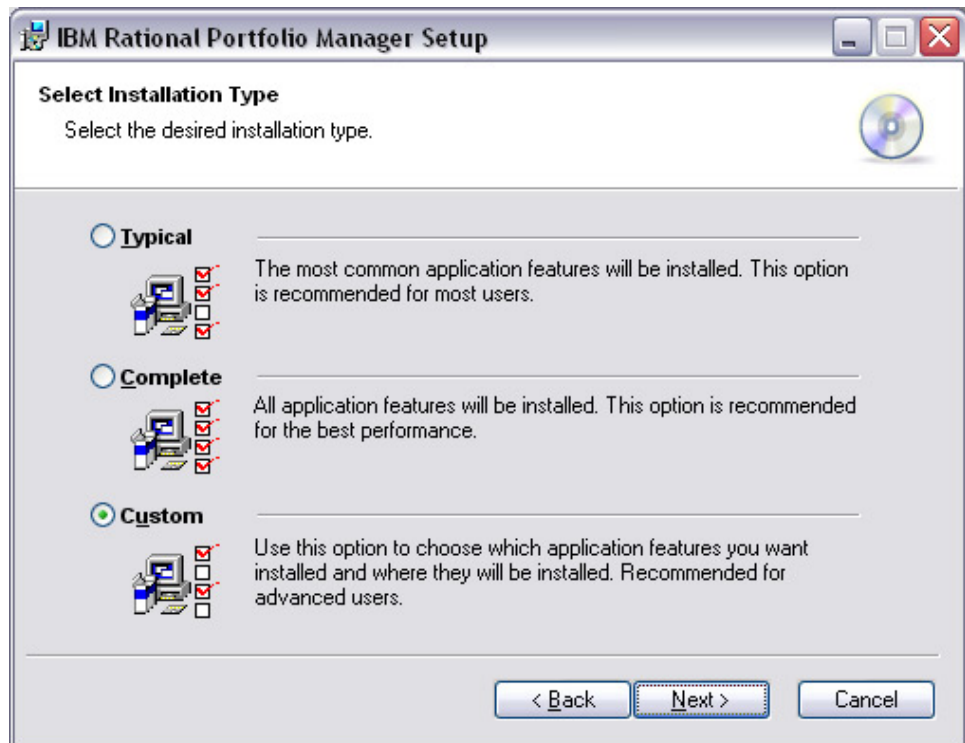 IBM Rational Portfolio Manager Setup
Select Installation Type
Select the desired installation type.
Typical
The most common application features will be installed. This option
is recommended for most users.
Complete
All application features will be installed. This option is recommended
for the best performance.
Custom
Use this option to choose which application features you want
installed and where they will be installed. Recommended for
advanced users.
< Back
Next >
Cancel